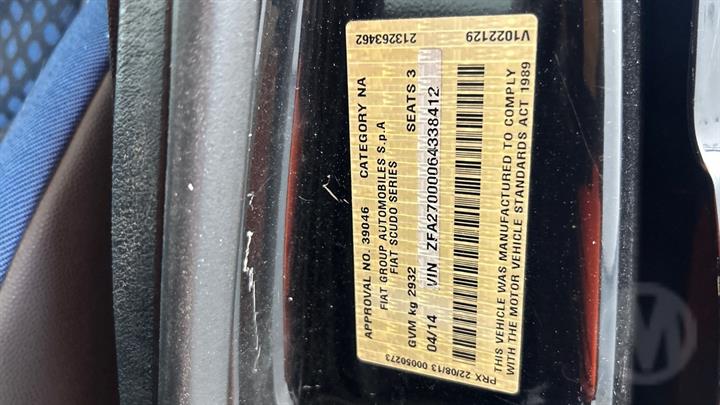 2132634​62 V1022129
APPROVAL NO. 39046 CATEGORY NA
FIAT GROUP AUTOMOBILES S.p.A
FIAT SCUDO SERIES
GVM kg 2932 SEATS 3
04/14 VIN ZFA27000064338412
THIS VEHICLE WAS MANUFACTURED TO COMPLY
WITH THE MOTOR VEHICLE STANDARDS ACT 1989
PRX 22/08/13 00050273
M